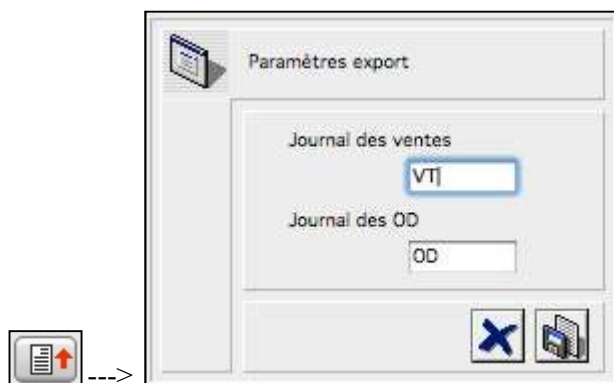 Paramètres export
Journal des ventes
VT
Journal des OD
OD
--->